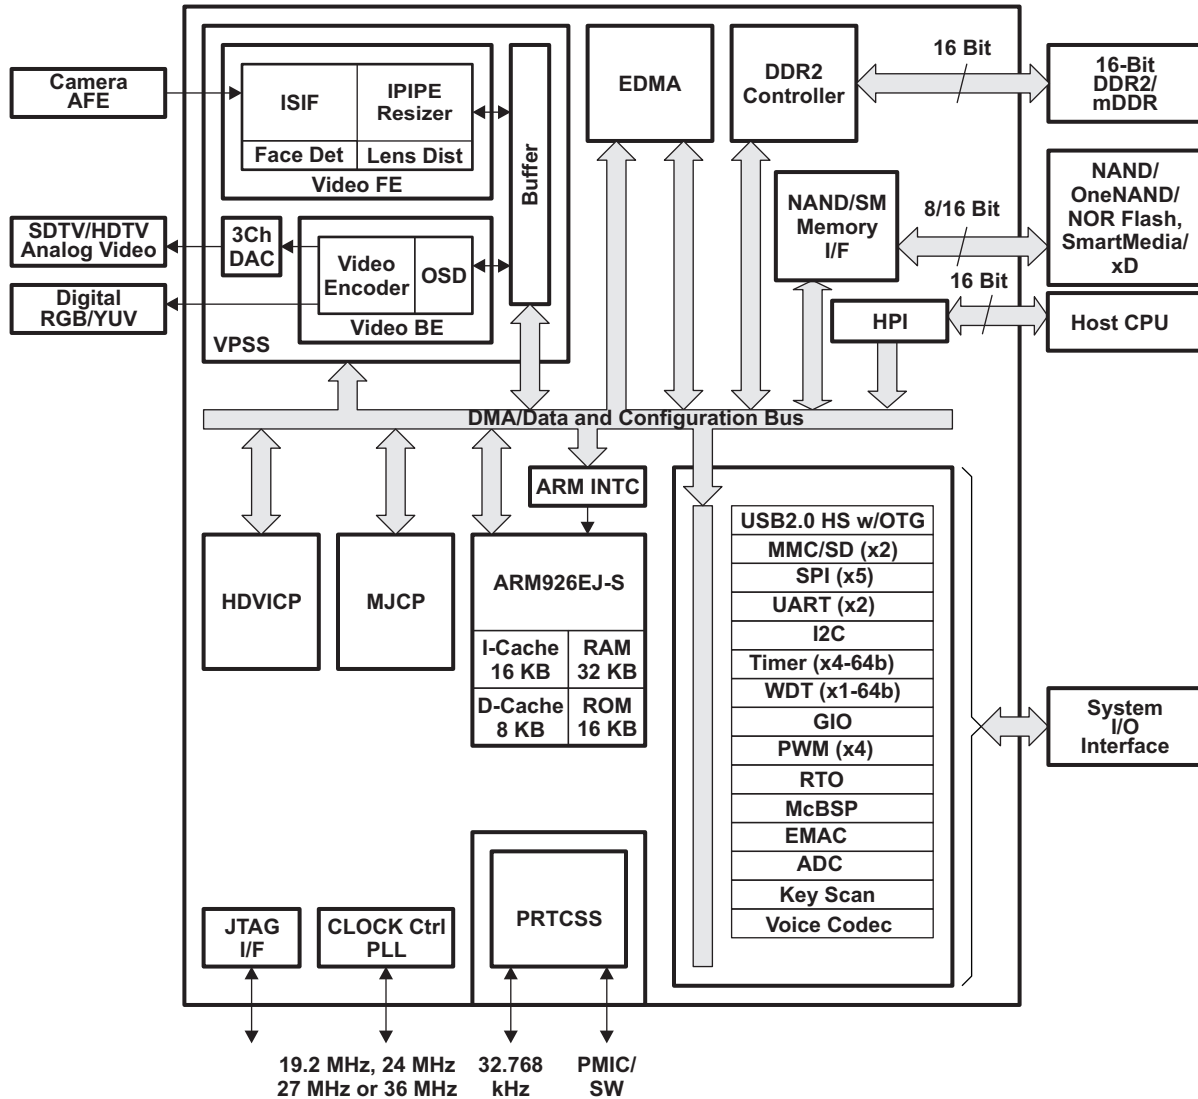 Camera
AFE
ISIF
IPIPE
Resizer
Face Det
Lens Dist
Video FE
Buffer
SDTV/HDTV
Analog Video
3Ch
DAC
Video
Encoder
OSD
Digital
RGB/YUV
Video BE
VPSS
EDMA
DDR2
Controller
16 Bit
16-Bit
DDR2/
mDDR
NAND/SM
Memory
I/F
8/16 Bit
NAND/
OneNAND/
NOR Flash,
SmartMedia/
xD
HPI
16 Bit
Host CPU
DMA/Data and Configuration Bus
HDVICP
MJCP
ARM INTC
ARM926EJ-S
I-Cache
16 KB
RAM
32 KB
D-Cache
8 KB
ROM
16 KB
USB2.0 HS w/OTG
MMC/SD (x2)
SPI (x5)
UART (x2)
I2C
Timer (x4-64b)
WDT (x1-64b)
GIO
PWM (x4)
RTO
McBSP
EMAC
ADC
Key Scan
Voice Codec
System
I/O
Interface
JTAG
I/F
CLOCK Ctrl
PLL
PRTCSS
19.2 MHz, 24 MHz
27 MHz or 36 MHz
32.768
kHz
PMIC/
SW